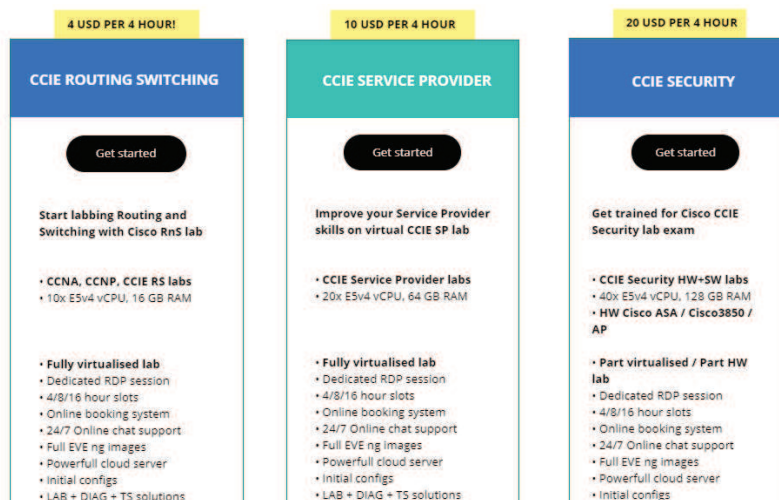 4 USD PER 4 HOUR!
CCIE ROUTING SWITCHING
Get started
Start labbing Routing and
Switching with Cisco RnS lab
• CCNA, CCNP, CCIE RS labs
• 10x E5v4 vCPU, 16 GB RAM
• Fully virtualised lab
• Dedicated RDP session
• 4/8/16 hour slots
• Online booking system
• 24/7 Online chat support
• Full EVE ng images
• Powerfull cloud server
• Initial configs
• LAB + DIAG + TS solutions
10 USD PER 4 HOUR
CCIE SERVICE PROVIDER
Get started
Improve your Service Provider
skills on virtual CCIE SP lab
• CCIE Service Provider labs
• 20x E5v4 vCPU, 64 GB RAM
• Fully virtualised lab
• Dedicated RDP session
• 4/8/16 hour slots
• Online booking system
• 24/7 Online chat support
• Full EVE ng images
• Powerfull cloud server
• Initial configs
• LAB + DIAG + TS solutions
20 USD PER 4 HOUR
CCIE SECURITY
Get started
Get trained for Cisco CCIE
Security lab exam
• CCIE Security HW+SW labs
• 40x E5v4 vCPU, 128 GB RAM
• HW Cisco ASA / Cisco3850 /
AP
• Part virtualised / Part HW
lab
• Dedicated RDP session
• 4/8/16 hour slots
• Online booking system
• 24/7 Online chat support
• Full EVE ng images
• Powerfull cloud server
• Initial configs